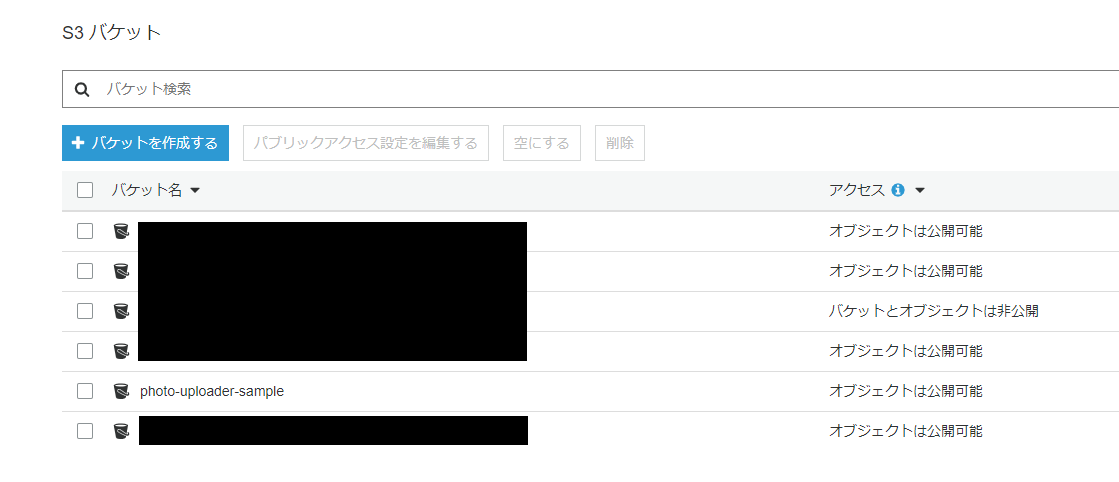 S3 バケット
バケット検索
バケットを作成する パブリックアクセス設定を編集する 空にする 削除
バケット名 アクセス
オブジェクトは公開可能
オブジェクトは公開可能
バケットとオブジェクトは非公開
オブジェクトは公開可能
photo-uploader-sample オブジェクトは公開可能
オブジェクトは公開可能